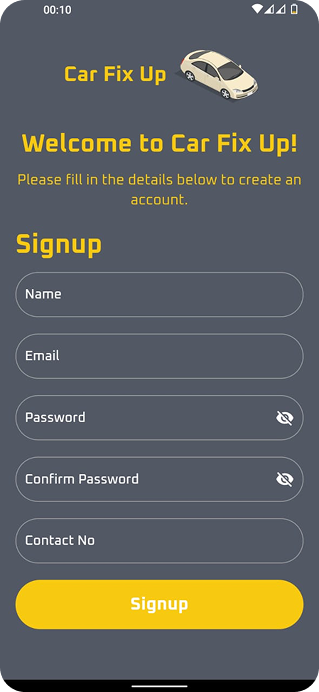 00:10
Car Fix Up
Welcome to Car Fix Up!
Please fill in the details below to create an
account.
Signup
Name
Email
Password
Confirm Password
Contact No
Signup